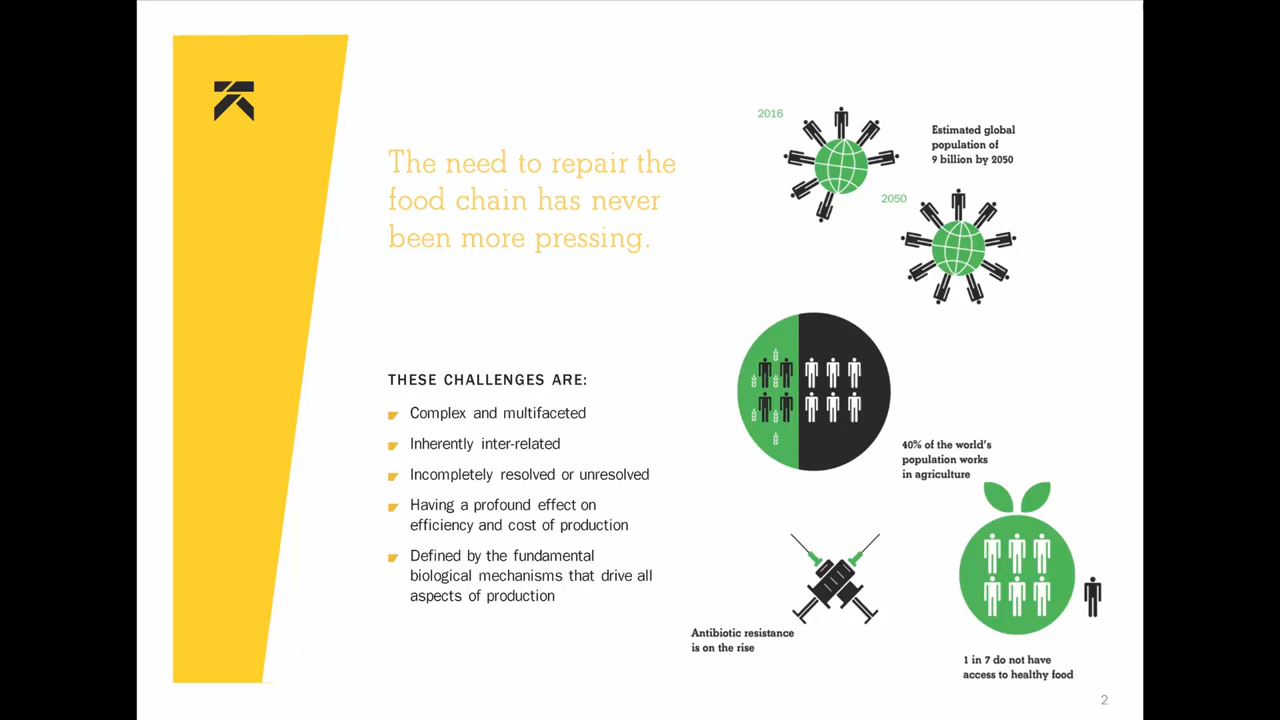 The need to repair the
food chain has never
been more pressing.
THESE CHALLENGES ARE:
Complex and multifaceted
Inherently inter-related
Incompletely resolved or unresolved
Having a profound effect on
efficiency and cost of production
Defined by the fundamental
biological mechanisms that drive all
aspects of production
2016
Estimated global
population of
9 billion by 2050
2050
40% of the world's
population works
in agriculture
Antibiotic resistance
is on the rise
1 in 7 do not have
access to healthy food
2